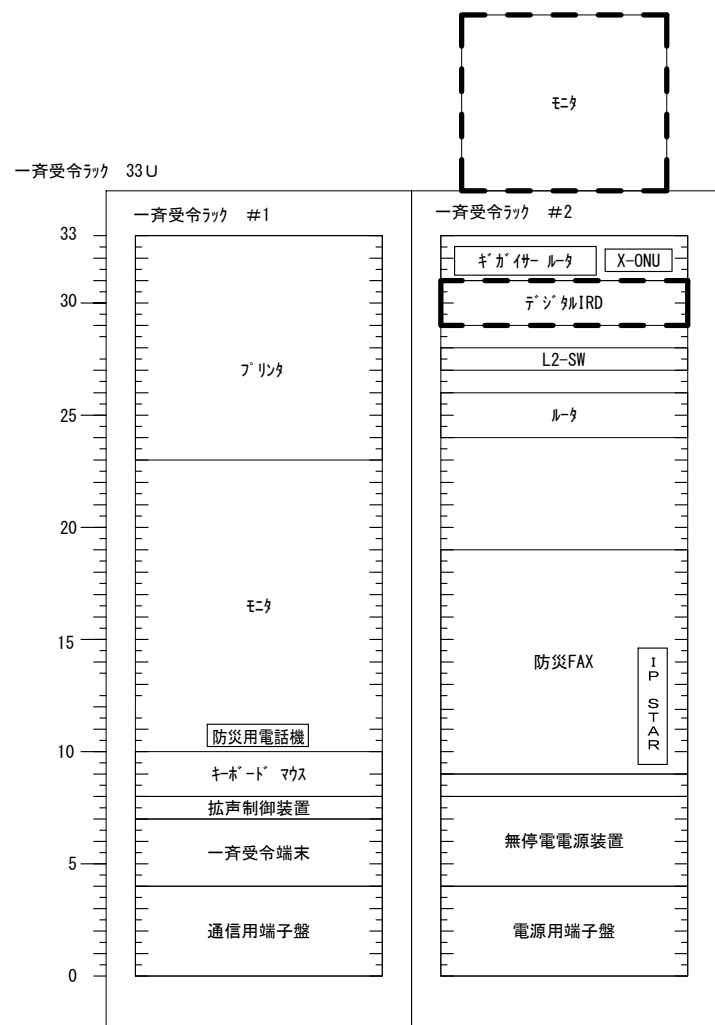 ﾓﾆﾀ
一斉受令ﾗｯｸ 33U
一斉受令ﾗｯｸ #1
一斉受令ﾗｯｸ #2
33
30
25
20
15
10
5
0
ﾌﾟﾘﾝﾀ
ﾓﾆﾀ
防災用電話機
ｷｰﾎﾞｰﾄﾞ ﾏｳｽ
拡声制御装置
一斉受令端末
通信用端子盤
ｷﾞｶﾞｲｻｰ ﾙｰﾀ
X-ONU
ﾃﾞｼﾞﾀﾙIRD
L2-SW
ﾙｰﾀ
防災FAX
IP STAR
無停電電源装置
電源用端子盤